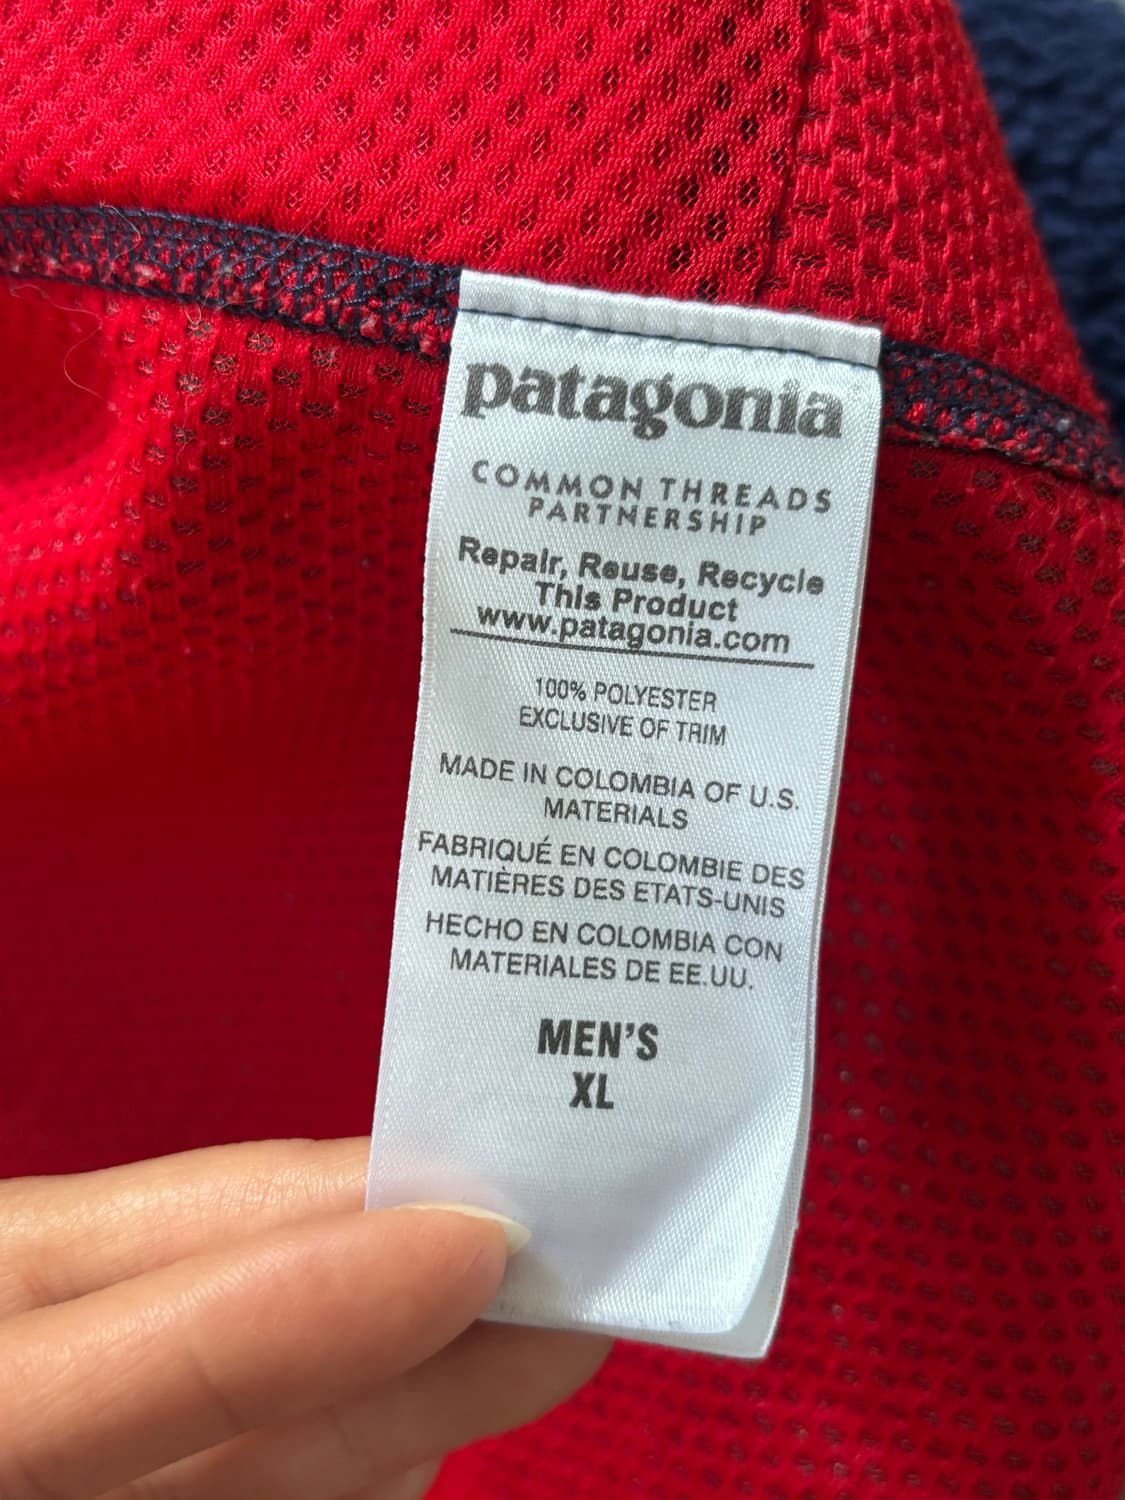 patagonia
COMMON THREADS
PARTNERSHIP
Repair, Reuse, Recycle
This Product
www.patagonia.com
100% POLYESTER
EXCLUSIVE OF TRIM
MADE IN COLOMBIA OF U.S.
MATERIALS
FABRIQUÉ EN COLOMBIE DES
MATIÈRES DES ETATS-UNIS
HECHO EN COLOMBIA CON
MATERIALES DE EE.UU.
MEN'S
XL